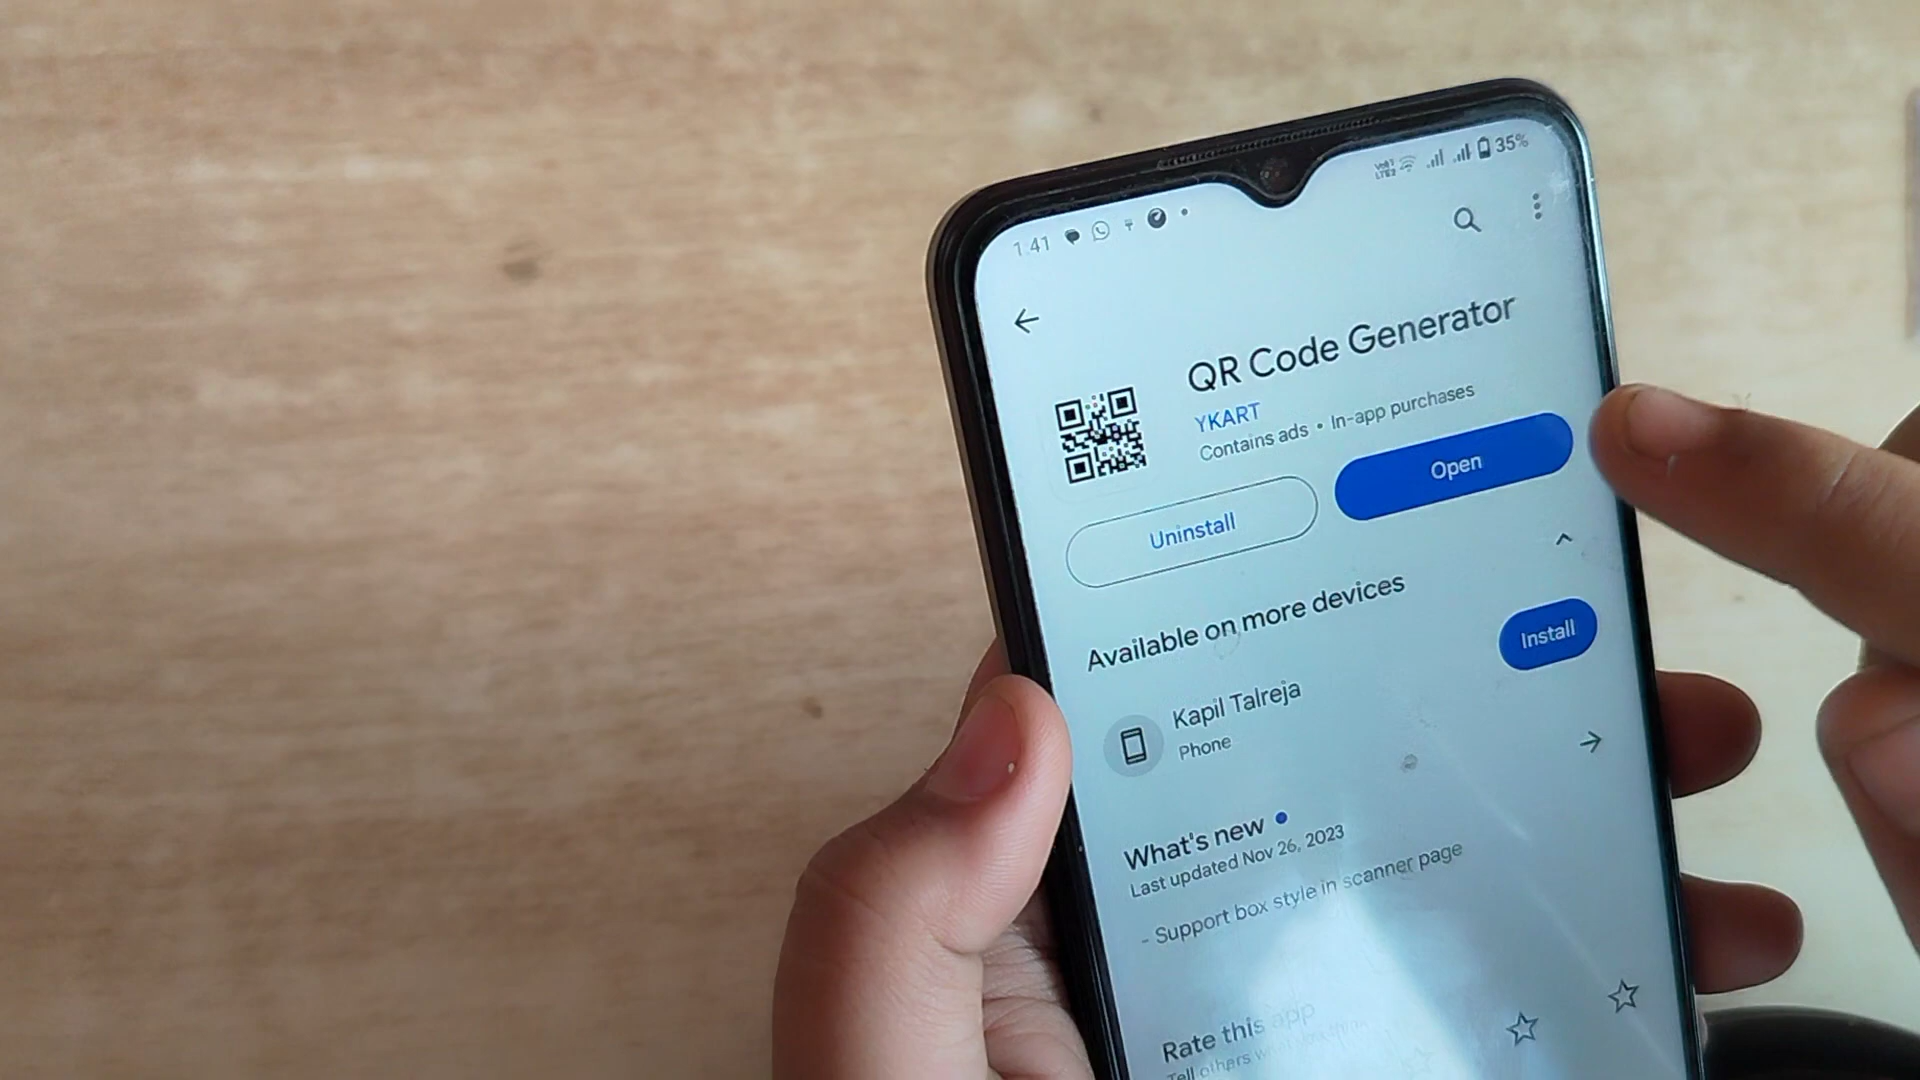 1.41 35%
QR Code Generator
YKART
Contains ads • In-app purchases
Uninstall Open
Available on more devices
Kapil Talreja Install
Phone
What's new
Last updated Nov 26, 2023
- Support box style in scanner page
Rate this app
Tell others